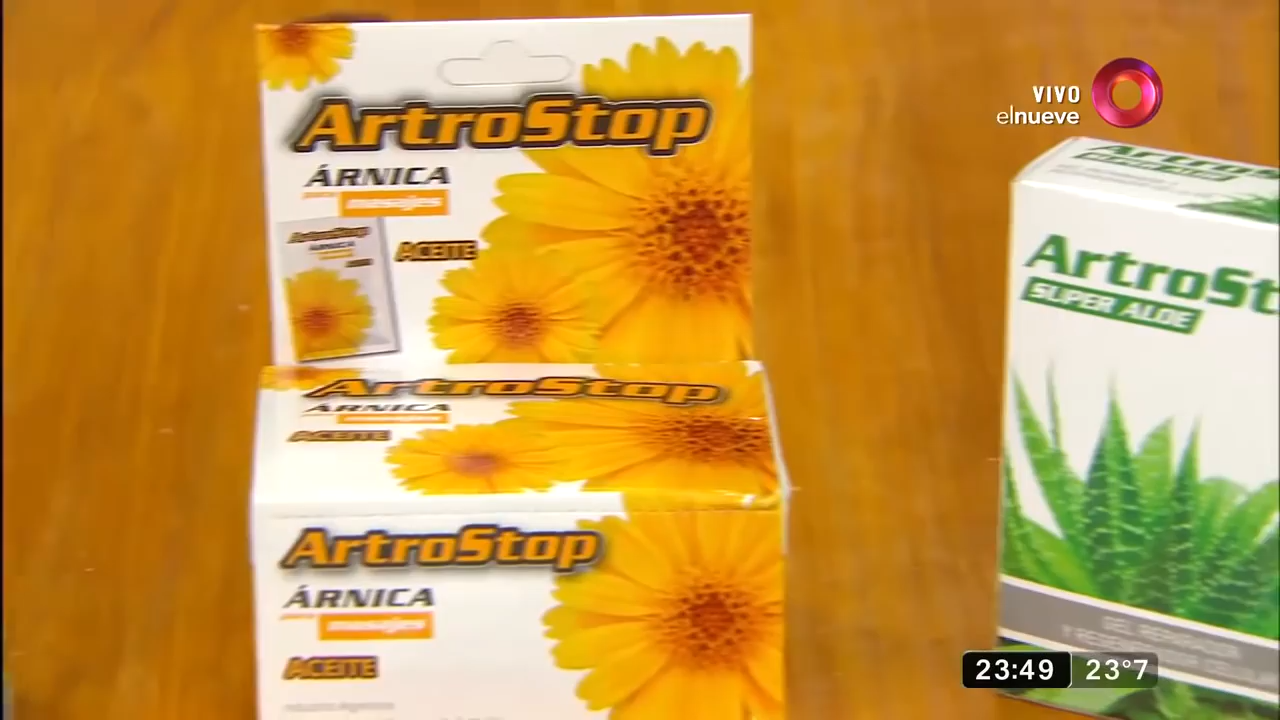 ArtroStop
ÁRNICA
masajes
ACEITE
ArtroStop
ÁRNICA
ArtroStop
ÁRNICA
ACEITE
ArtroStop
ÁRNICA
masajes
ACEITE
VIVO
elnueve
ArtroSt
SUPER ALOE
23:49 23°7